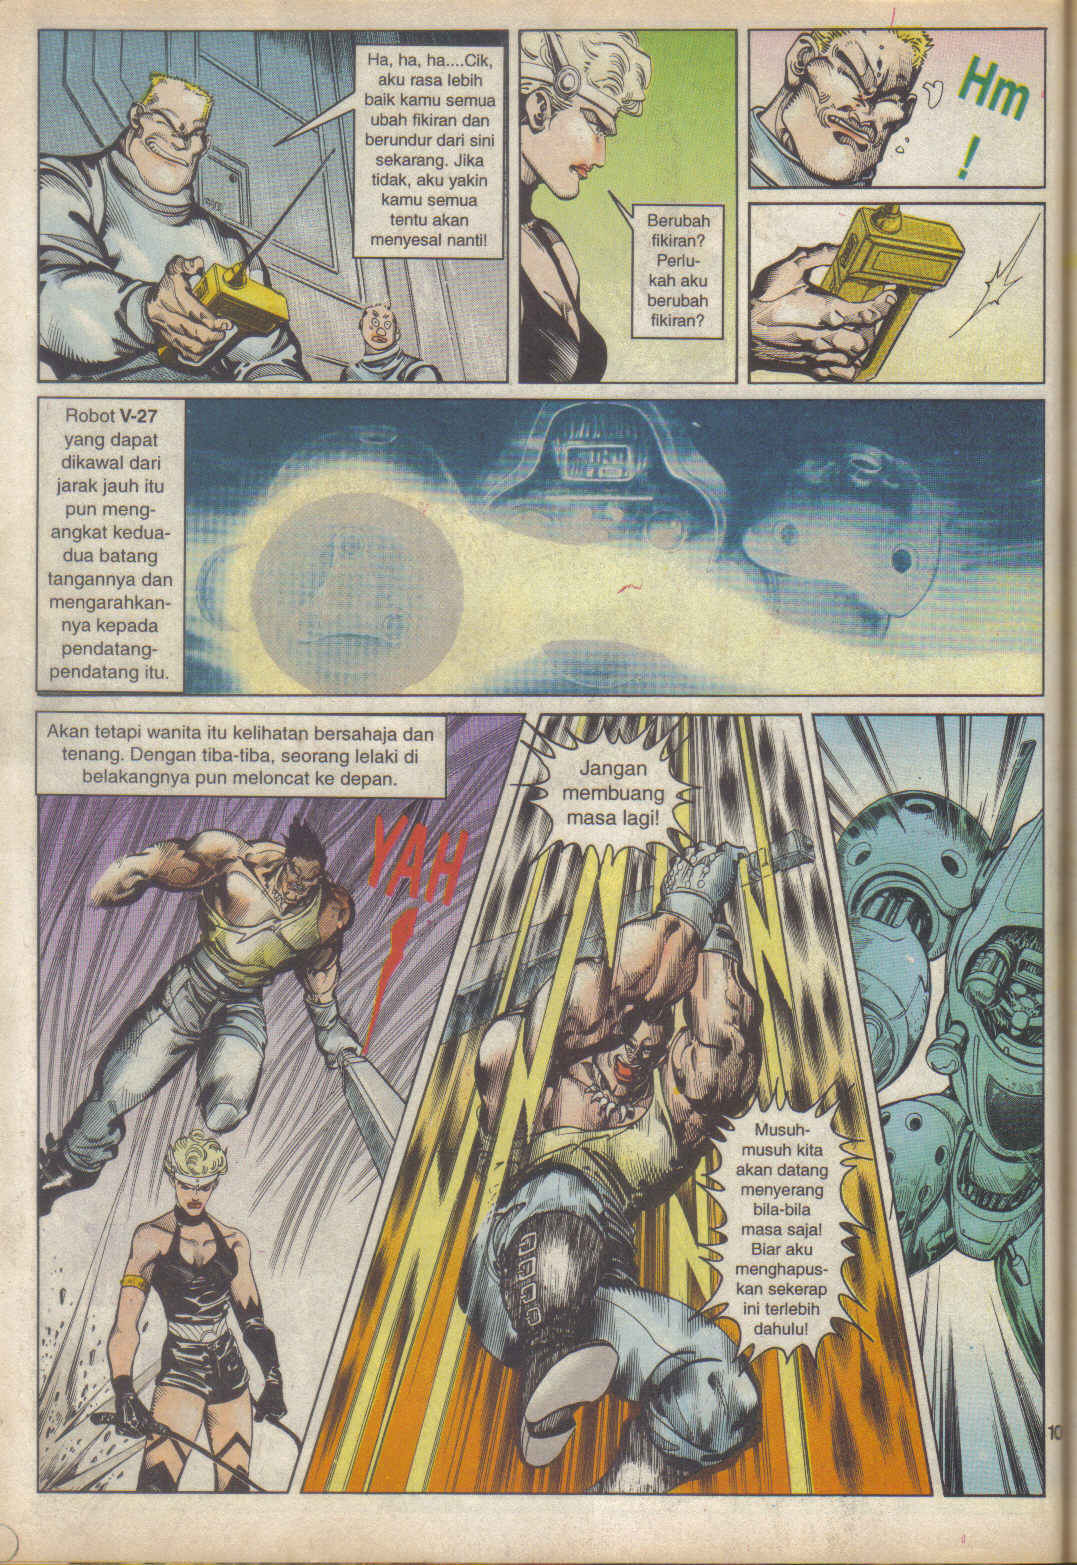 Ha, ha, ha....Cik,
aku rasa lebih
baik kamu semua
ubah fikiran dan
berundur dari sini
sekarang. Jika
tidak, aku yakin
kamu semua
tentu akan
menyesal nanti!
Berubah
fikiran?
Perlu-
kah aku
berubah
fikiran?
Hm
!
Robot V-27
yang dapat
dikawal dari
jarak jauh itu
pun meng-
angkat kedua-
dua batang
tangannya dan
mengarahkan-
nya kepada
pendatang-
pendatang itu.
Akan tetapi wanita itu kelihatan bersahaja dan
tenang. Dengan tiba-tiba, seorang lelaki di
belakangnya pun meloncat ke depan.
YAH!
Jangan
membuang
masa lagi!
Musuh-
musuh kita
akan datang
menyerang
bila-bila
masa saja!
Biar aku
menghapus-
kan sekerap
ini terlebih
dahulu!
10